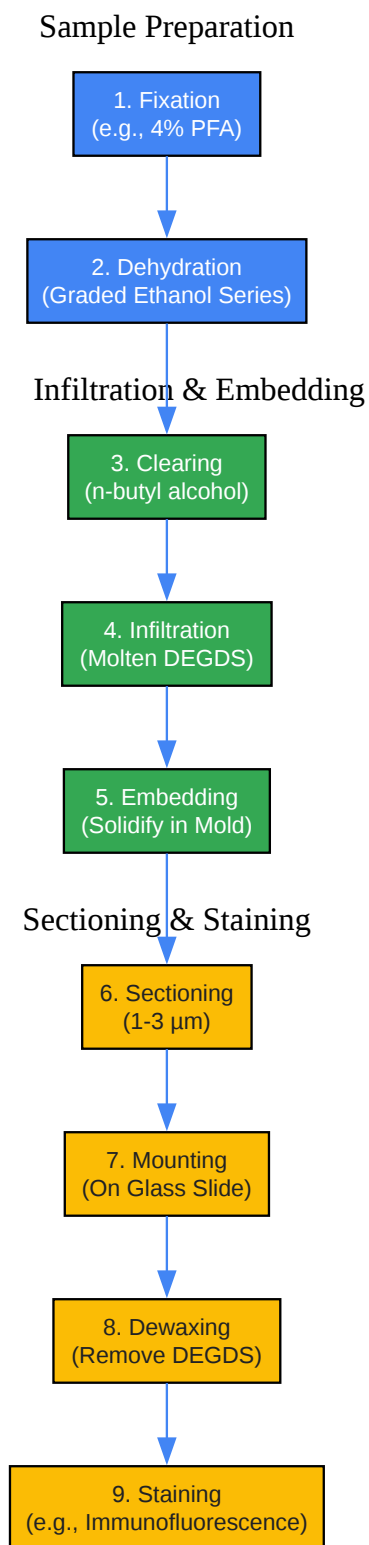 Sample Preparation
1. Fixation
(e.g., 4% PFA)
2. Dehydration
(Graded Ethanol Series)
Infiltration & Embedding
3. Clearing
(n-butyl alcohol)
4. Infiltration
(Molten DEGDS)
5. Embedding
(Solidify in Mold)
Sectioning & Staining
6. Sectioning
(1-3 µm)
7. Mounting
(On Glass Slide)
8. Dewaxing
(Remove DEGDS)
9. Staining
(e.g., Immunofluorescence)